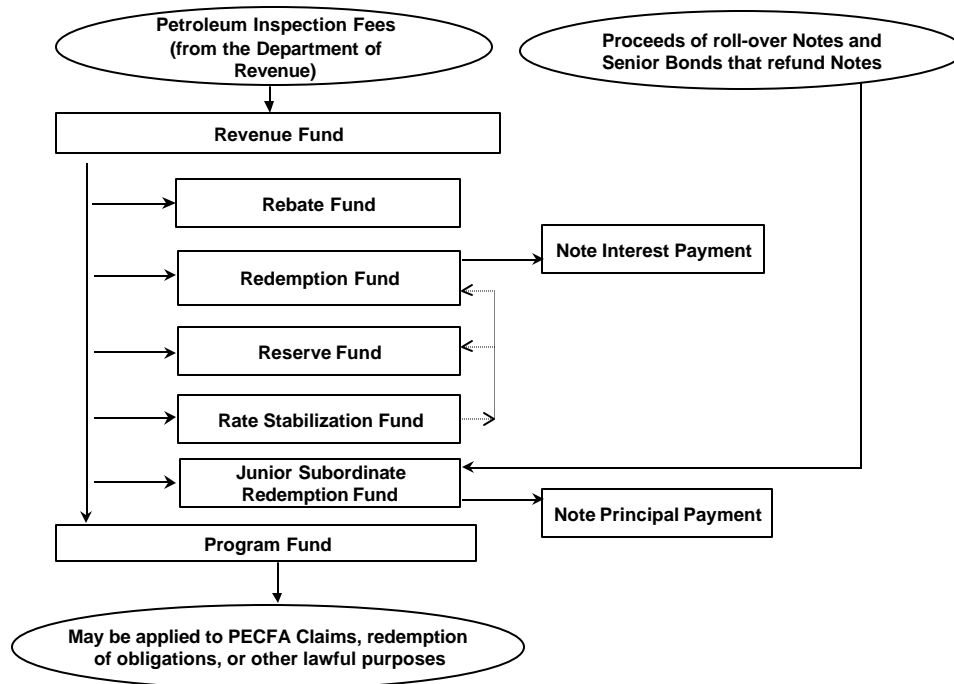 Petroleum Inspection Fees
(from the Department of
Revenue)
Proceeds of roll-over Notes and
Senior Bonds that refund Notes
Revenue Fund
Rebate Fund
Redemption Fund
Note Interest Payment
Reserve Fund
Rate Stabilization Fund
Junior Subordinate
Redemption Fund
Note Principal Payment
Program Fund
May be applied to PECFA Claims, redemption
of obligations, or other lawful purposes